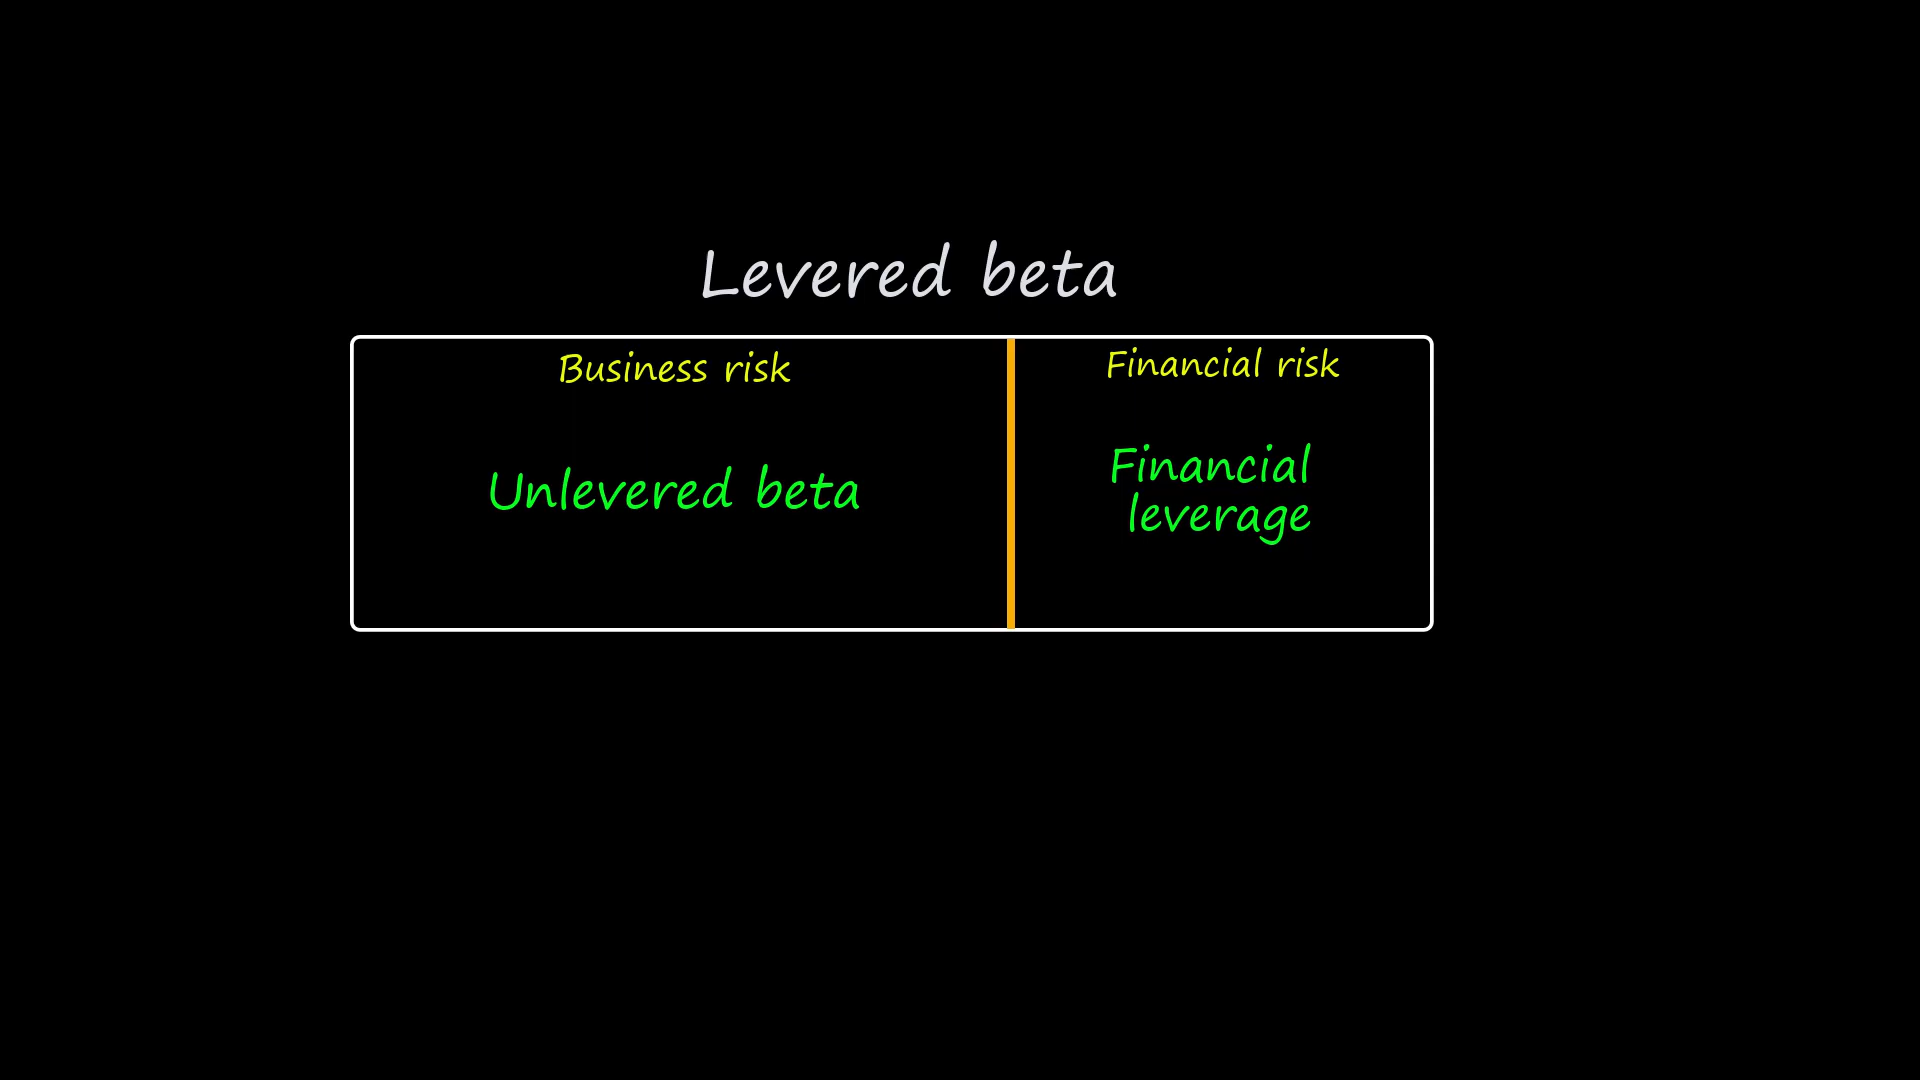 Levered beta
Business risk
Financial risk
Unlevered beta
Financial
leverage